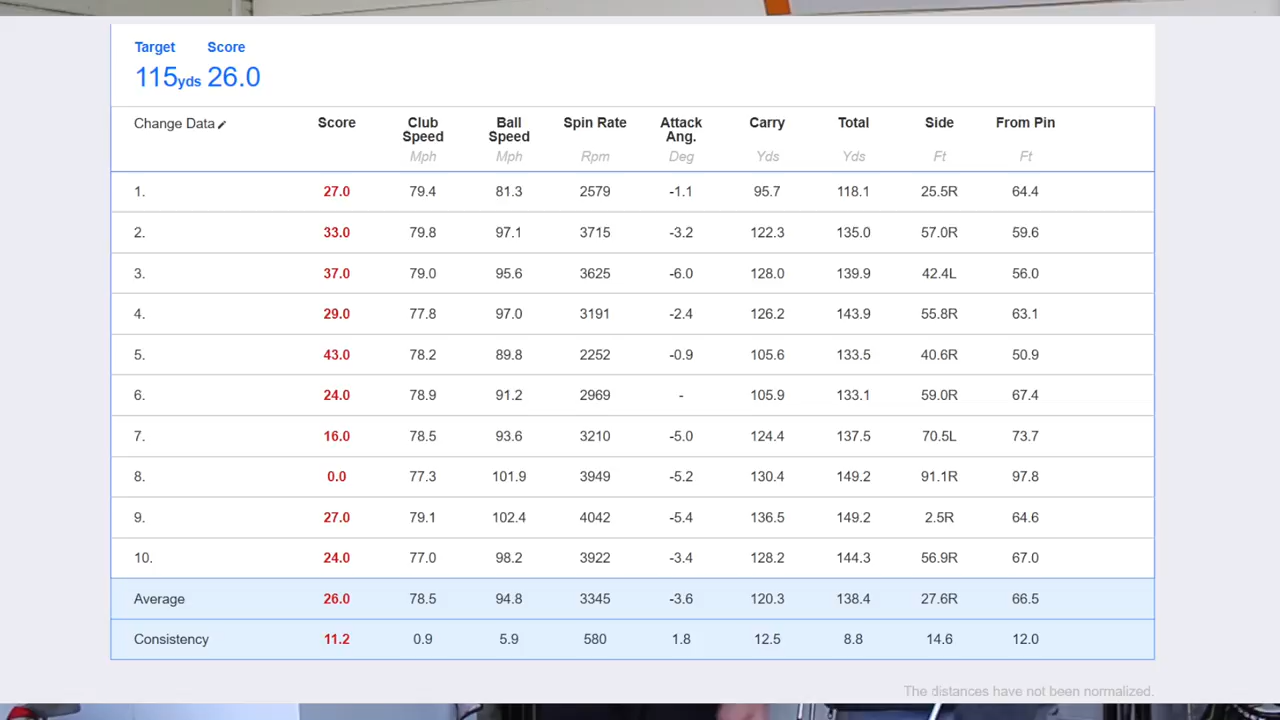 Target Score
115yds 26.0
Change Data Score Club Speed Ball Speed Spin Rate Attack Ang. Carry Total Side From Pin
Mph Mph Rpm Deg Yds Yds Ft Ft
1. 27.0 79.4 81.3 2579 -1.1 95.7 118.1 25.5R 64.4
2. 33.0 79.8 97.1 3715 -3.2 122.3 135.0 57.0R 59.6
3. 37.0 79.0 95.6 3625 -6.0 128.0 139.9 42.4L 56.0
4. 29.0 77.8 97.0 3191 -2.4 126.2 143.9 55.8R 63.1
5. 43.0 78.2 89.8 2252 -0.9 105.6 133.5 40.6R 50.9
6. 24.0 78.9 91.2 2969 - 105.9 133.1 59.0R 67.4
7. 16.0 78.5 93.6 3210 -5.0 124.4 137.5 70.5L 73.7
8. 0.0 77.3 101.9 3949 -5.2 130.4 149.2 91.1R 97.8
9. 27.0 79.1 102.4 4042 -5.4 136.5 149.2 2.5R 64.6
10. 24.0 77.0 98.2 3922 -3.4 128.2 144.3 56.9R 67.0
Average 26.0 78.5 94.8 3345 -3.6 120.3 138.4 27.6R 66.5
Consistency 11.2 0.9 5.9 580 1.8 12.5 8.8 14.6 12.0
The distances have not been normalized.